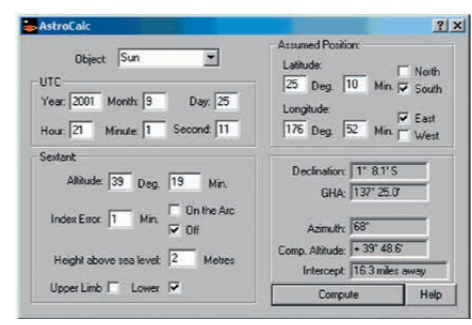 AstroCalc
Object: Sun
UTC
Year: 2001 Month: 9 Day: 25
Hour: 21 Minute: 1 Second: 11
Sextant:
Altitude: 39 Deg. 19 Min.
Index Error: 1 Min. On the Arc
Off
Height above sea level: 2 Metres
Upper Limb Lower
Assumed Position:
Latitude:
25 Deg. 10 Min. North
South
Longitude:
176 Deg. 52 Min. East
West
Declination: 1° 8.1' S
GHA: 137° 25.0'
Azimuth: 68°
Comp. Altitude: + 39° 48.6'
Intercept: 16.3 miles away
Compute Help